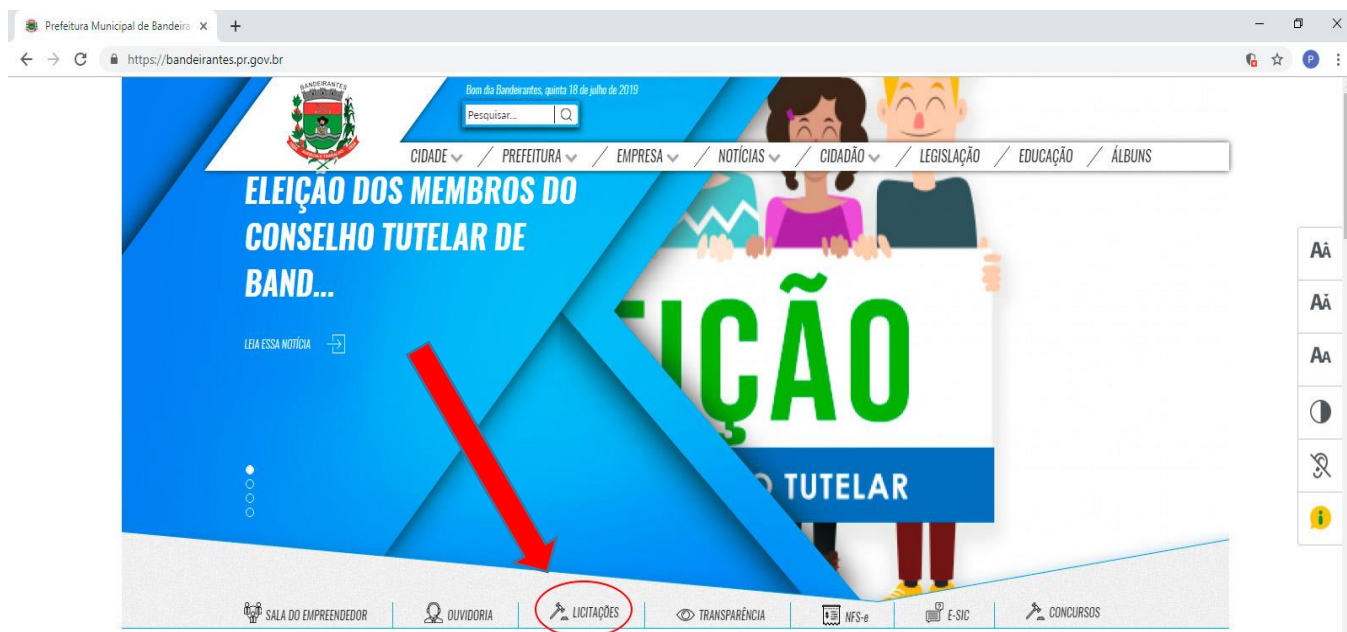 Prefeitura Municipal de Bandeira
https://bandeirantes.pr.gov.br
P
BANDEIRANTES
Bom dia Bandeirantes, quinta 18 de julho de 2019
Pesquisar...
CIDADE / PREFEITURA / EMPRESA / NOTÍCIAS / CIDADÃO / LEGISLAÇÃO / EDUCAÇÃO / ÁLBUNS
ELEIÇÃO DOS MEMBROS DO
CONSELHO TUTELAR DE
BAND...
LEIA ESSA NOTÍCIA
IÇÃO
O TUTELAR
AÂ
AǍ
AA
i
SALA DO EMPREENDEDOR
OUVIDORIA
LICITAÇÕES
TRANSPARÊNCIA
NFS-e
E-SIC
CONCURSOS